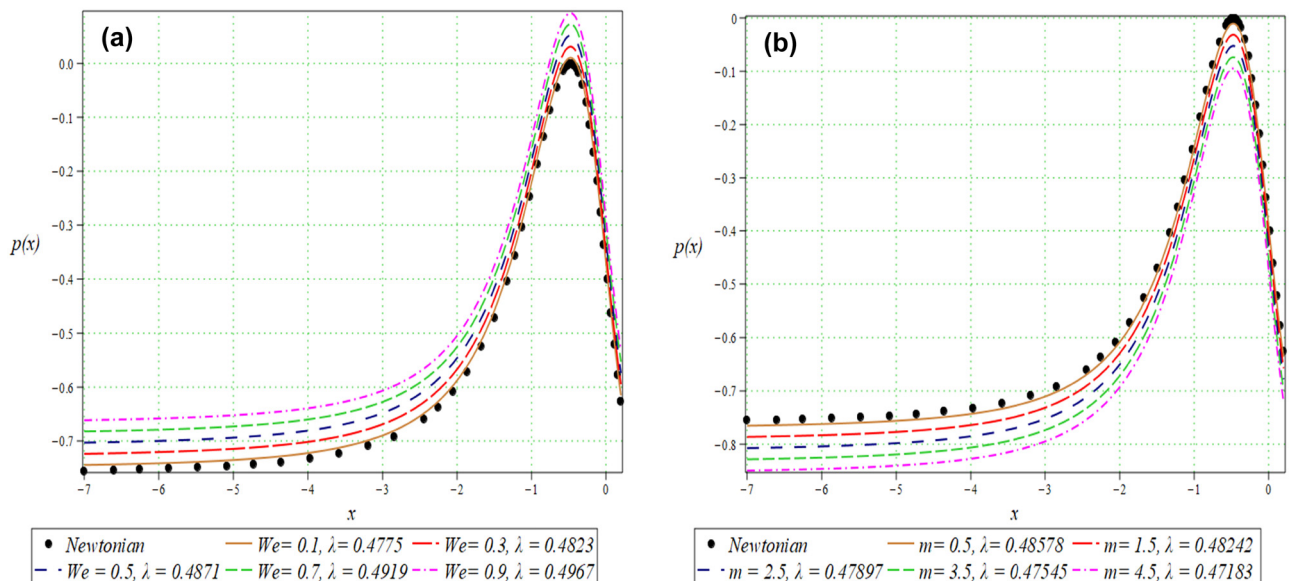 (a)
0.0
−0.1
−0.2
−0.3
p(x)
−0.4
−0.5
−0.6
−0.7
−7 −6 −5 −4 −3 −2 −1 0
x
Newtonian We= 0.1, λ= 0.4775 We= 0.3, λ= 0.4823
We= 0.5, λ= 0.4871 We= 0.7, λ= 0.4919 We= 0.9, λ= 0.4967
(b)
0
−0.1
−0.2
−0.3
−0.4
p(x)
−0.5
−0.6
−0.7
−0.8
−7 −6 −5 −4 −3 −2 −1 0
x
Newtonian m= 0.5, λ= 0.48578 m= 1.5, λ= 0.48242
m= 2.5, λ= 0.47897 m= 3.5, λ= 0.47545 m= 4.5, λ= 0.47183